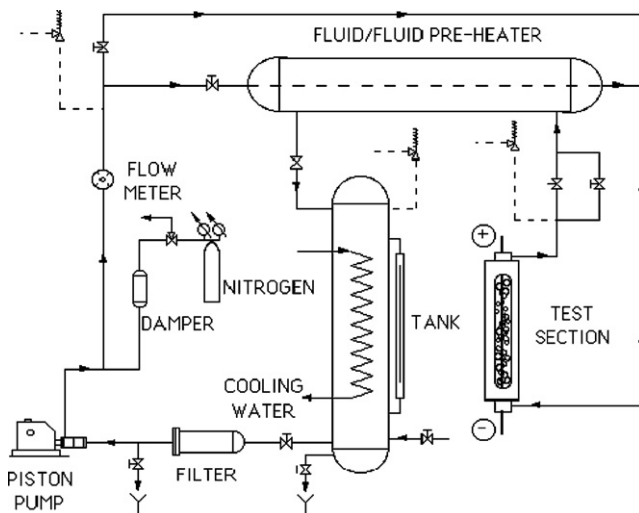 FLUID/FLUID PRE-HEATER
FLOW
METER
NITROGEN
DAMPER
TANK
TEST
SECTION
COOLING
WATER
FILTER
PISTON
PUMP
+
−